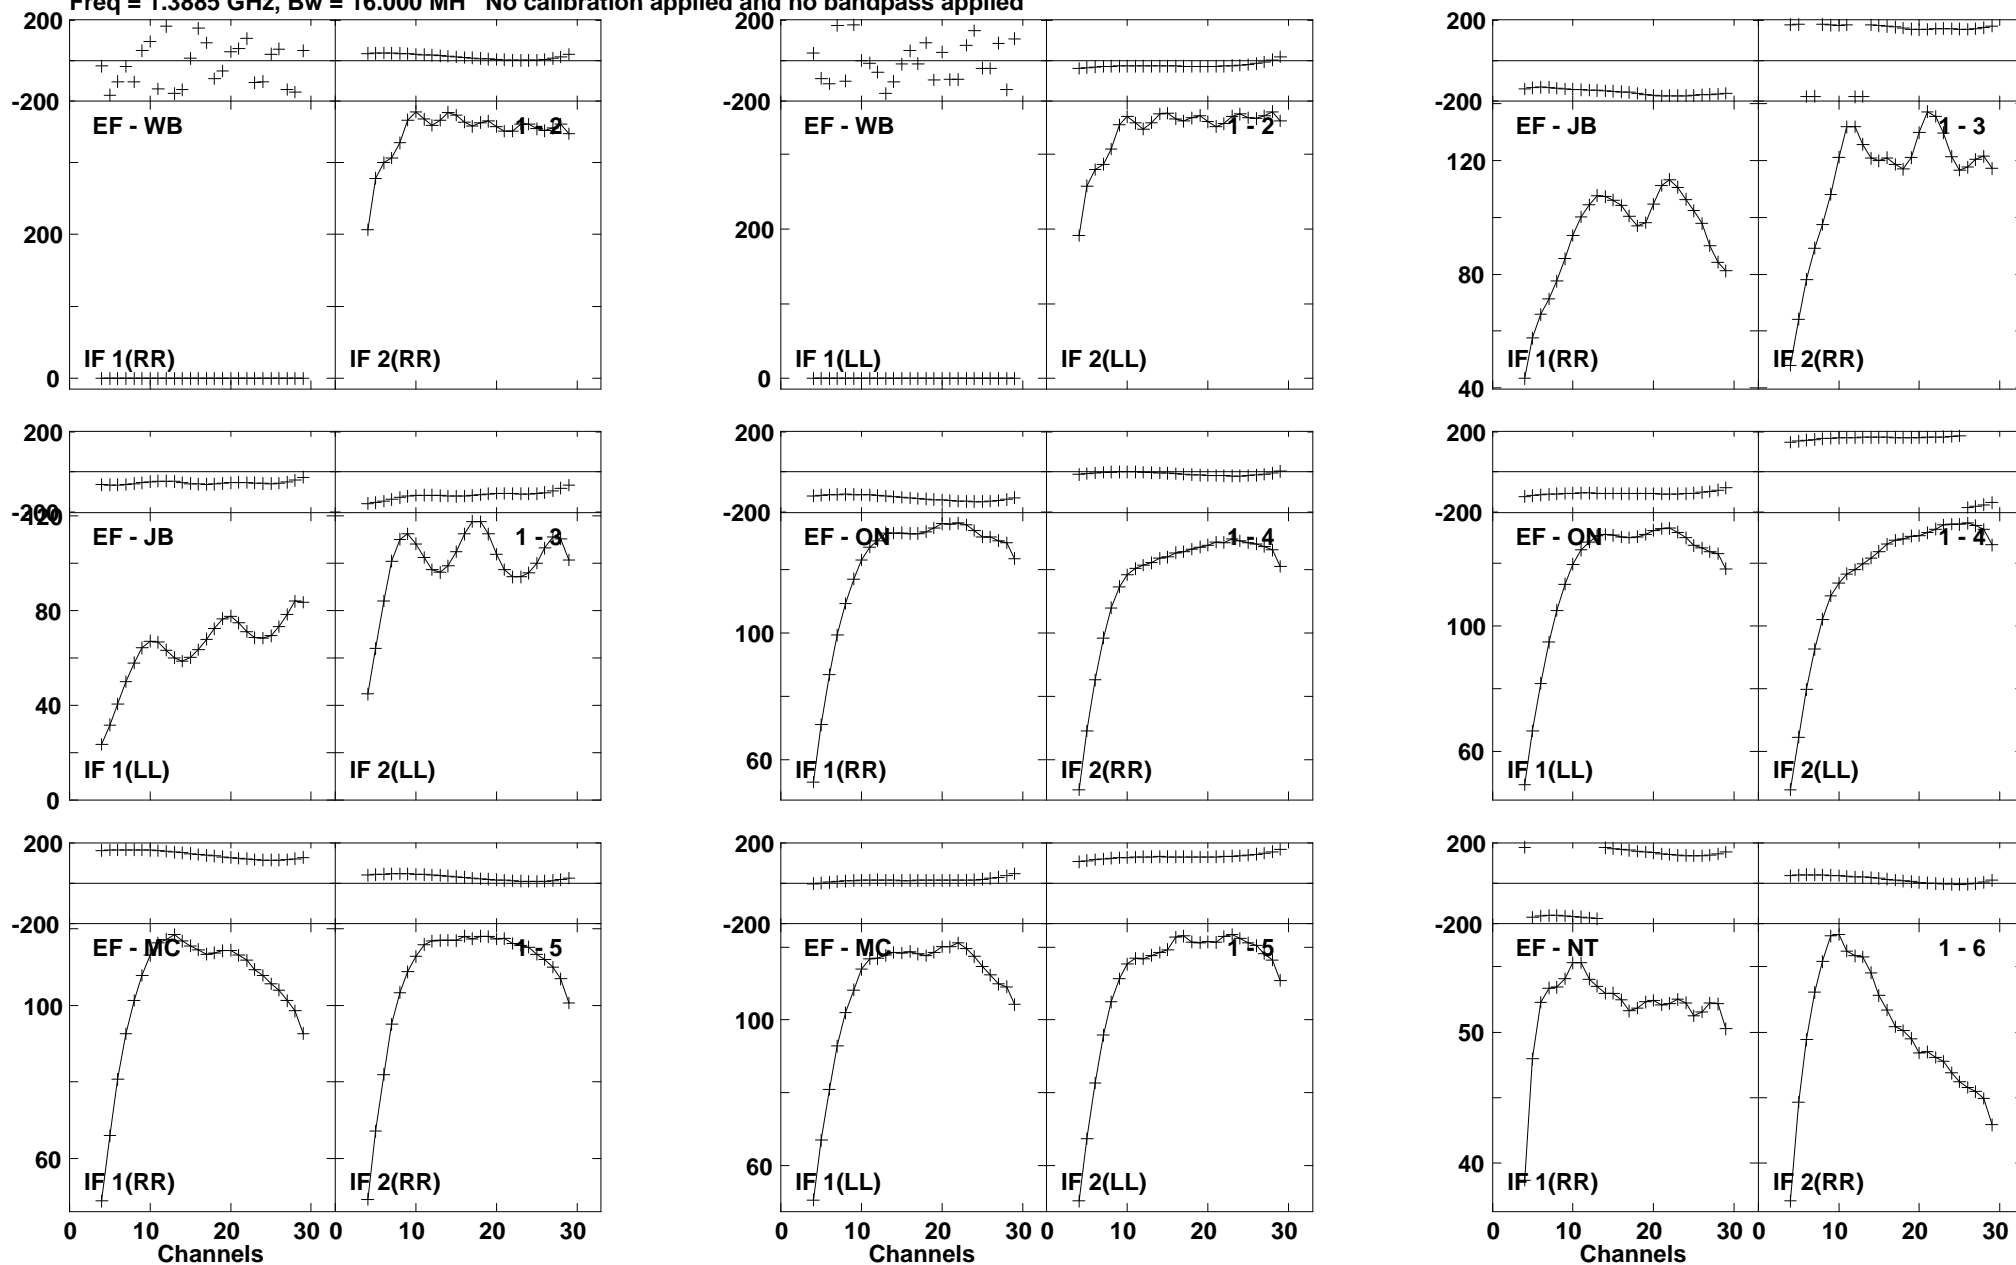 Freq = 1.3885 GHz, Bw = 16.000 MH   No calibration applied and no bandpass applied
200
-200
EF - WB
1 - 2
200
0
IF 1(RR)
IF 2(RR)
EF - WB
1 - 2
200
0
IF 1(LL)
IF 2(LL)
200
-200
EF - JB
1 - 3
120
80
40
IF 1(RR)
IF 2(RR)
200
-200
120
EF - JB
1 - 3
80
40
0
IF 1(LL)
IF 2(LL)
200
-200
EF - ON
1 - 4
100
60
IF 1(RR)
IF 2(RR)
200
-200
EF - ON
1 - 4
100
60
IF 1(LL)
IF 2(LL)
200
-200
EF - MC
1 - 5
100
60
IF 1(RR)
IF 2(RR)
0 10 20 30 0 10 20 30
Channels
200
-200
EF - MC
1 - 5
100
60
IF 1(LL)
IF 2(LL)
0 10 20 30 0 10 20 30
Channels
200
-200
EF - NT
1 - 6
50
40
IF 1(RR)
IF 2(RR)
0 10 20 30 0 10 20 30
Channels